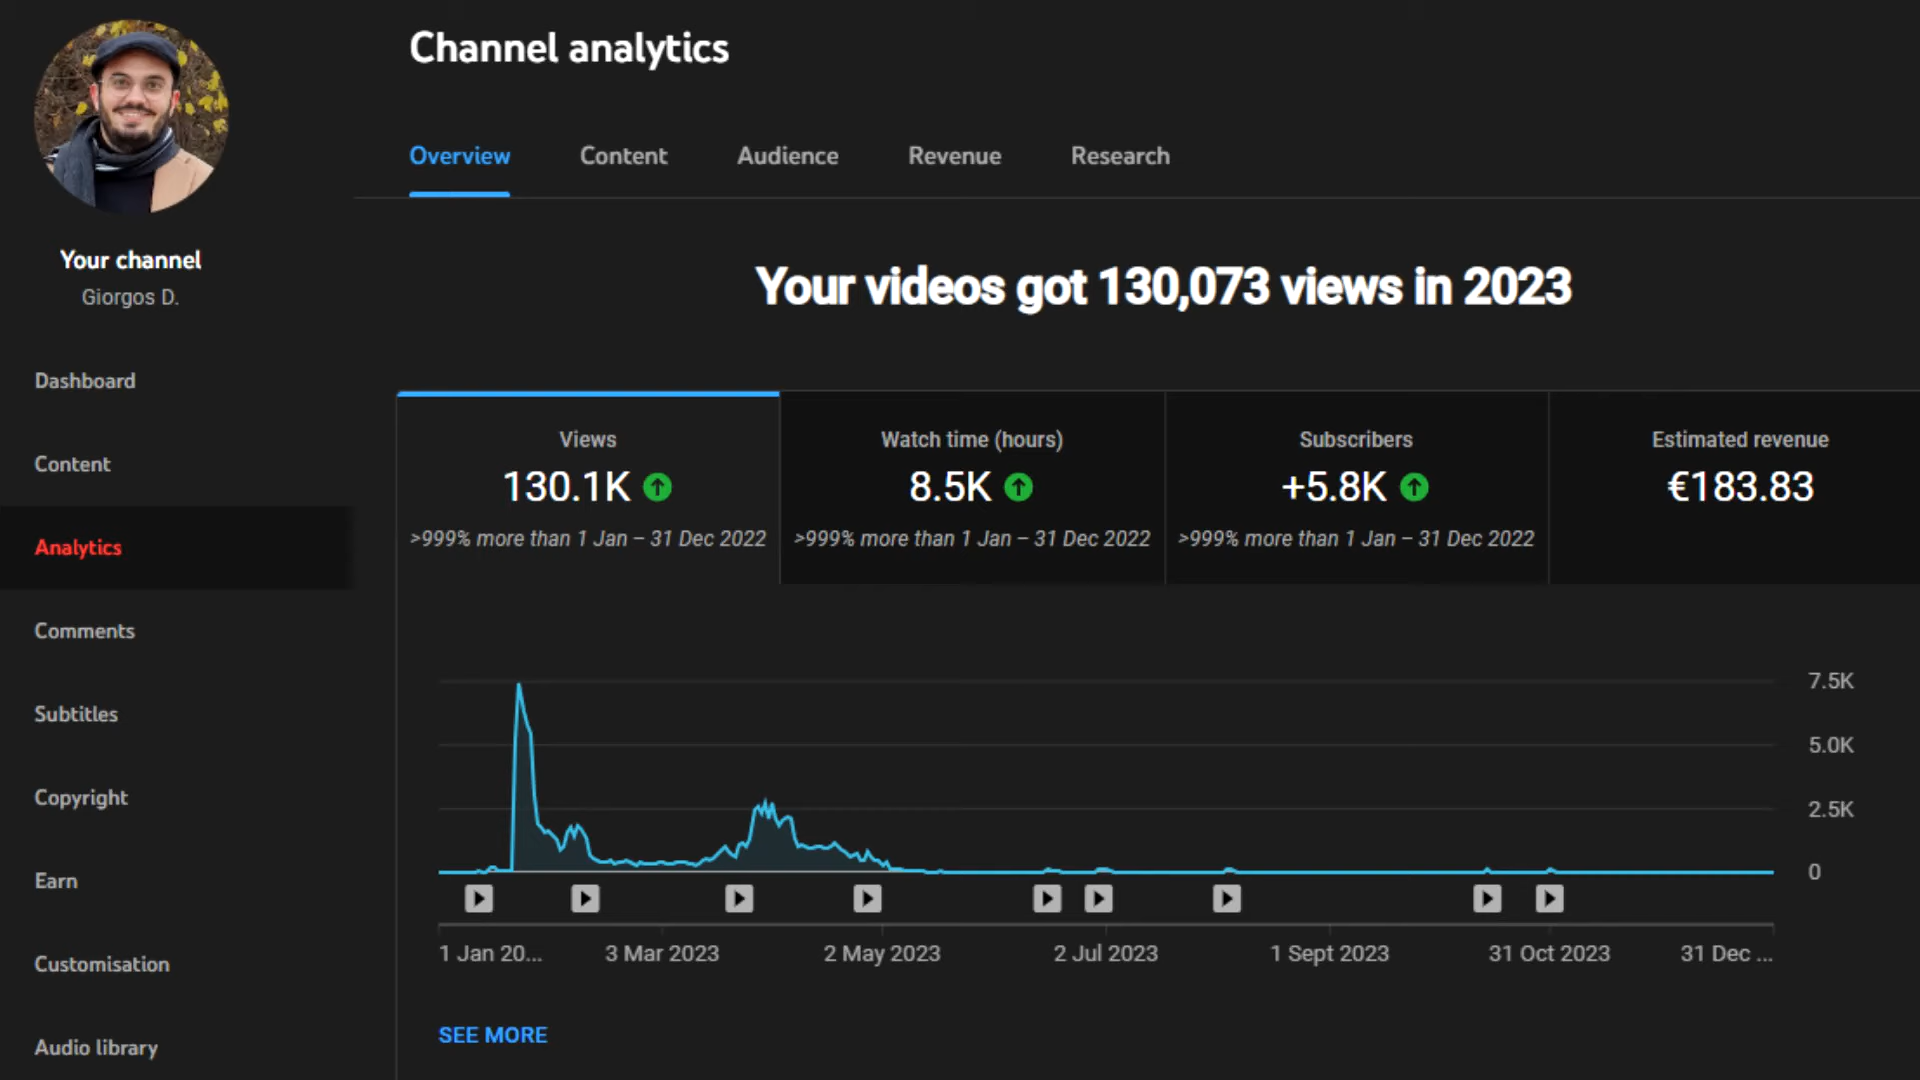 Channel analytics
Overview Content Audience Revenue Research
Your channel
Giorgos D.
Dashboard
Content
Analytics
Comments
Subtitles
Copyright
Earn
Customisation
Audio library
Your videos got 130,073 views in 2023
Views
130.1K
>999% more than 1 Jan – 31 Dec 2022
Watch time (hours)
8.5K
>999% more than 1 Jan – 31 Dec 2022
Subscribers
+5.8K
>999% more than 1 Jan – 31 Dec 2022
Estimated revenue
€183.83
7.5K
5.0K
2.5K
0
1 Jan 20... 3 Mar 2023 2 May 2023 2 Jul 2023 1 Sept 2023 31 Oct 2023 31 Dec ...
SEE MORE